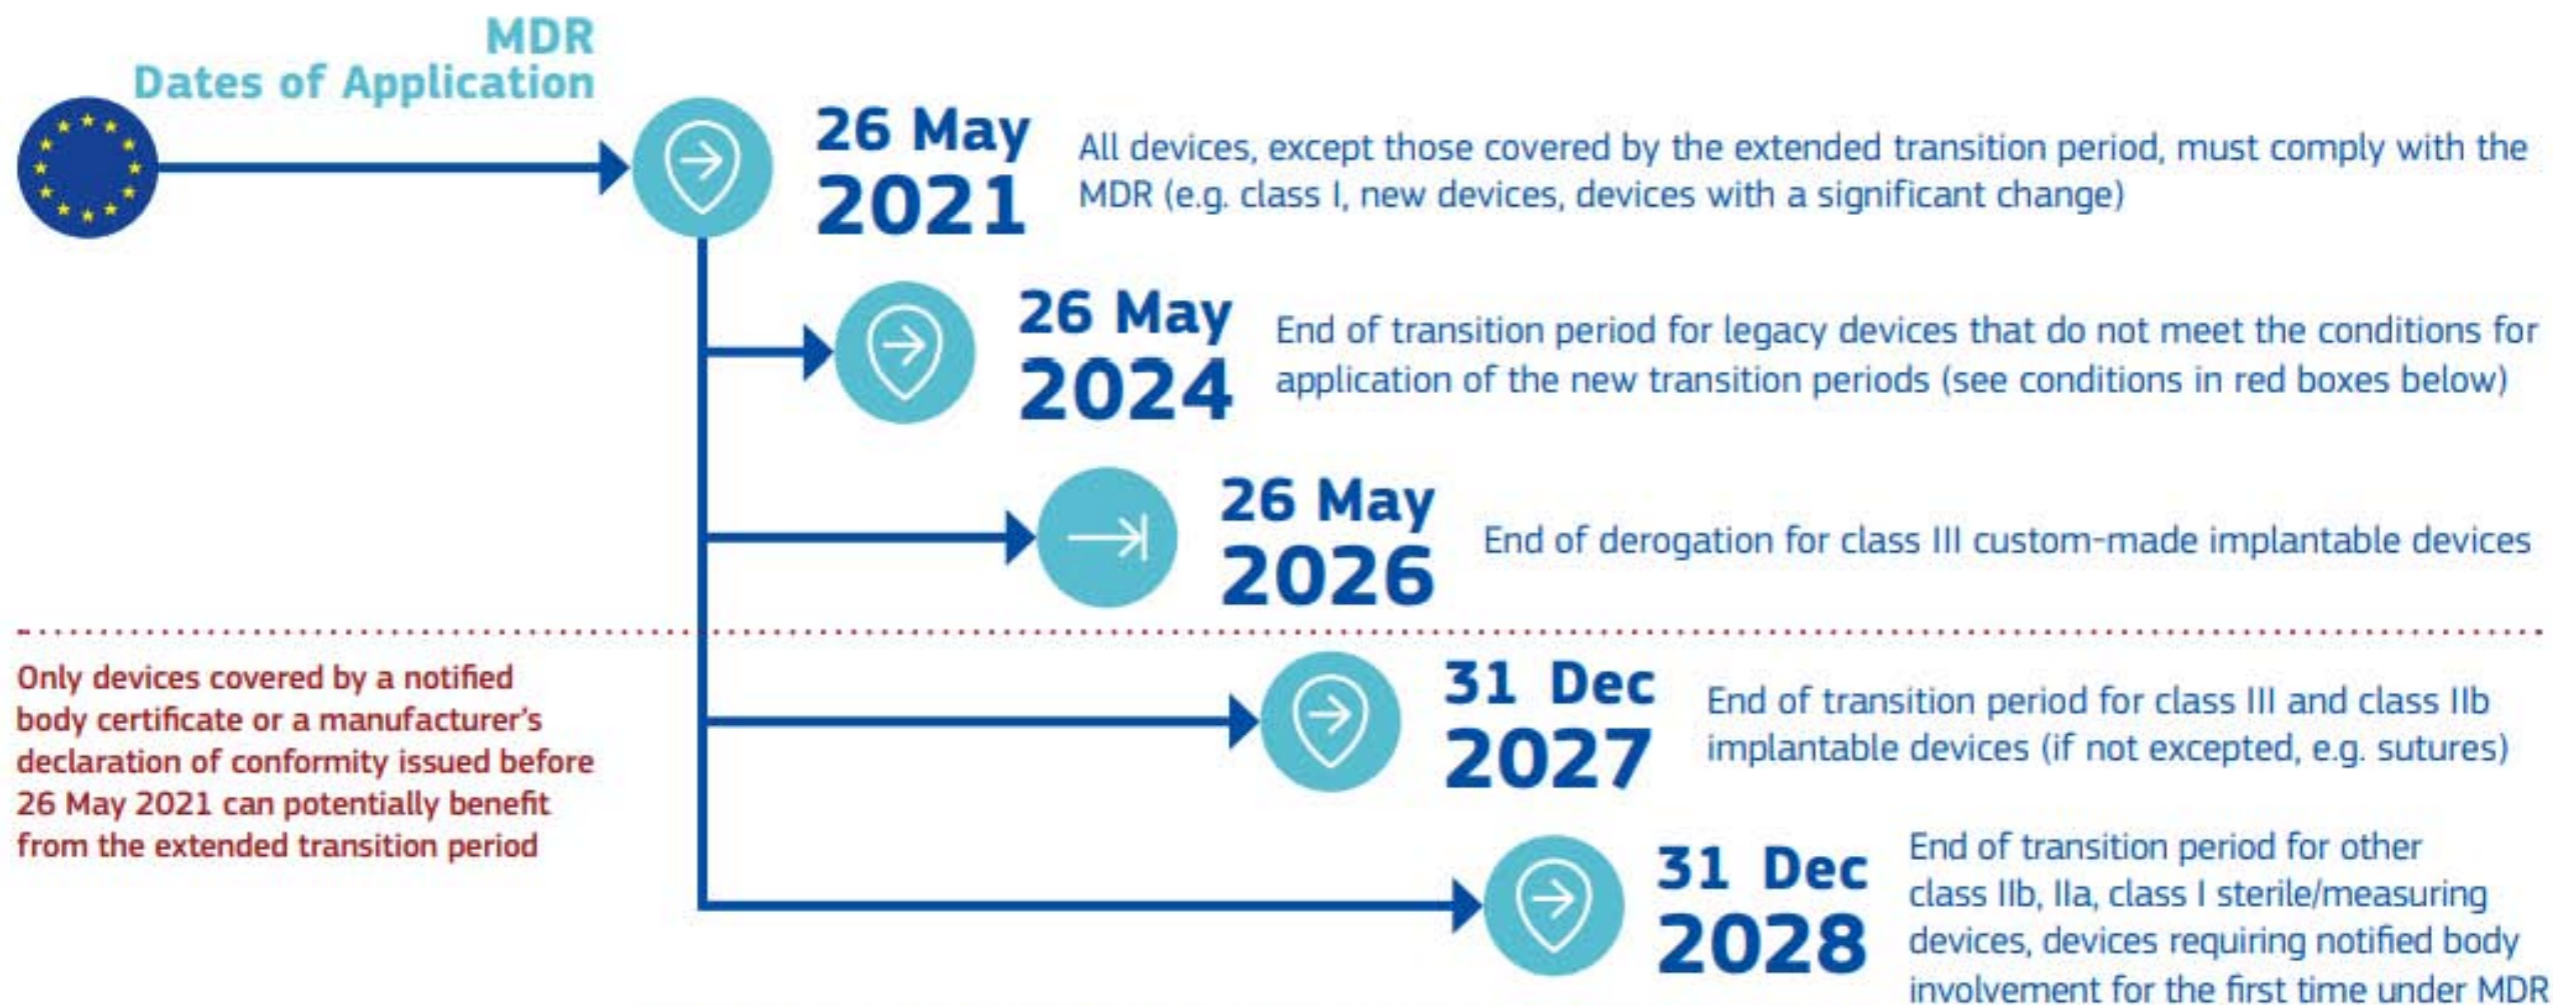 MDR
Dates of Application
26 May
2021
All devices, except those covered by the extended transition period, must comply with the
MDR (e.g. class I, new devices, devices with a significant change)
26 May
2024
End of transition period for legacy devices that do not meet the conditions for
application of the new transition periods (see conditions in red boxes below)
26 May
2026
End of derogation for class III custom-made implantable devices
Only devices covered by a notified
body certificate or a manufacturer's
declaration of conformity issued before
26 May 2021 can potentially benefit
from the extended transition period
31 Dec
2027
End of transition period for class III and class IIb
implantable devices (if not excepted, e.g. sutures)
31 Dec
2028
End of transition period for other
class IIb, IIa, class I sterile/measuring
devices, devices requiring notified body
involvement for the first time under MDR